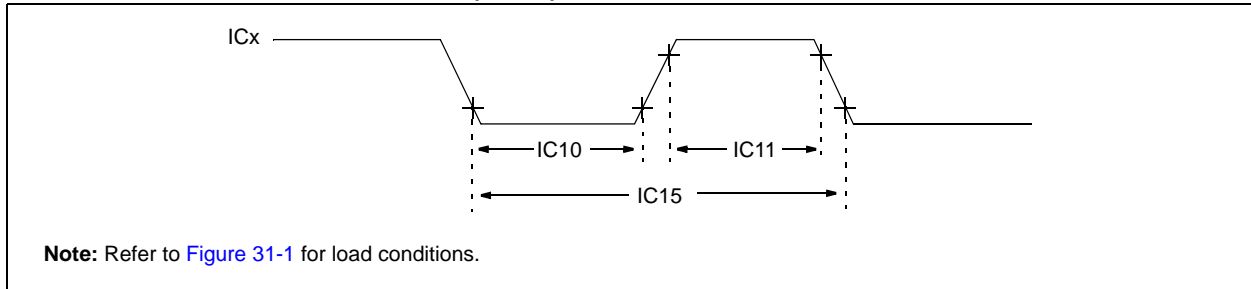 ICx
IC10
IC11
IC15
Note: Refer to Figure 31-1 for load conditions.